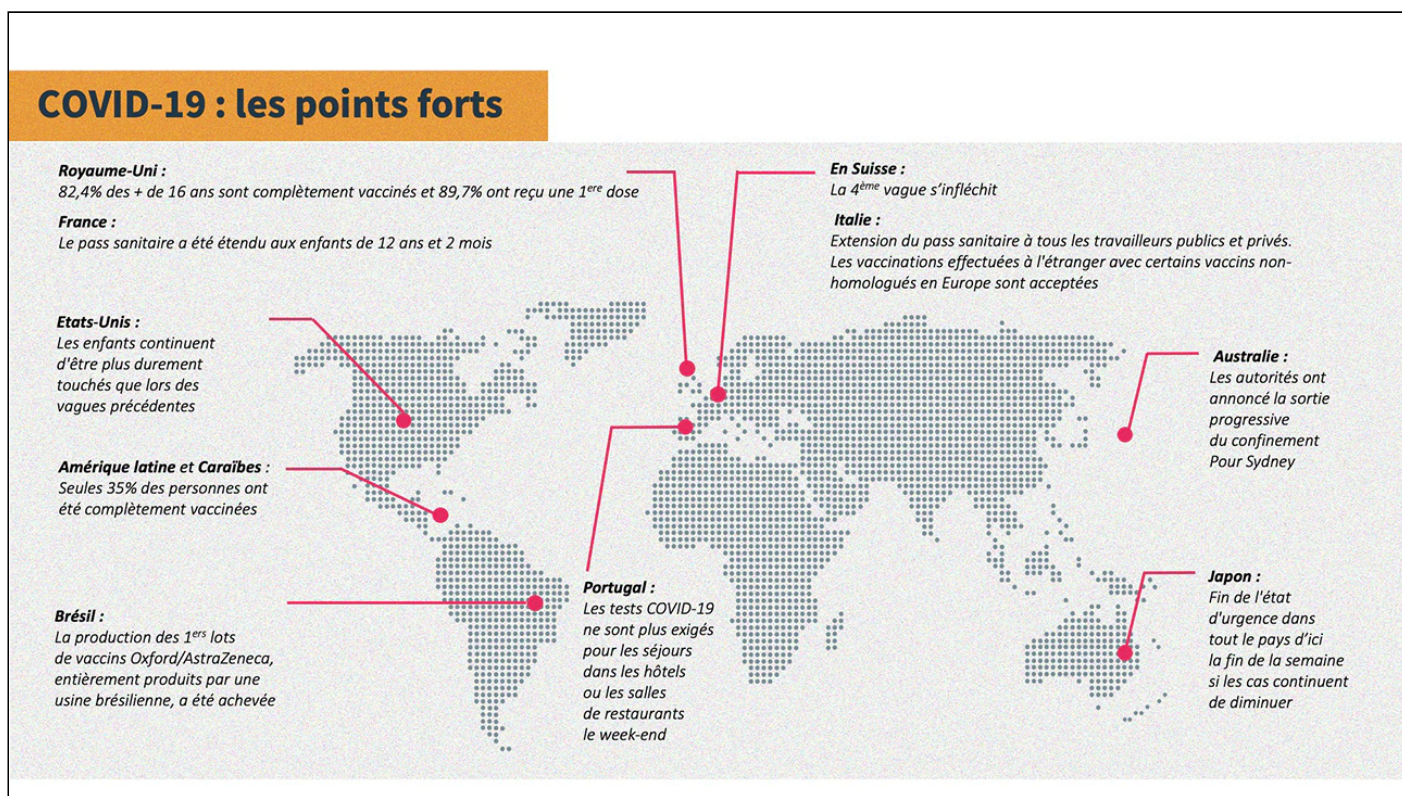 COVID-19 : les points forts
Royaume-Uni :
82,4% des + de 16 ans sont complètement vaccinés et 89,7% ont reçu une 1ere dose
France :
Le pass sanitaire a été étendu aux enfants de 12 ans et 2 mois
En Suisse :
La 4ème vague s’infléchit
Italie :
Extension du pass sanitaire à tous les travailleurs publics et privés.
Les vaccinations effectuées à l'étranger avec certains vaccins non-
homologués en Europe sont acceptées
Etats-Unis :
Les enfants continuent
d'être plus durement
touchés que lors des
vagues précédentes
Australie :
Les autorités ont
annoncé la sortie
progressive
du confinement
Pour Sydney
Amérique latine et Caraïbes :
Seules 35% des personnes ont
été complètement vaccinées
Brésil :
La production des 1ers lots
de vaccins Oxford/AstraZeneca,
entièrement produits par une
usine brésilienne, a été achevée
Portugal :
Les tests COVID-19
ne sont plus exigés
pour les séjours
dans les hôtels
ou les salles
de restaurants
le week-end
Japon :
Fin de l'état
d'urgence dans
tout le pays d’ici
la fin de la semaine
si les cas continuent
de diminuer